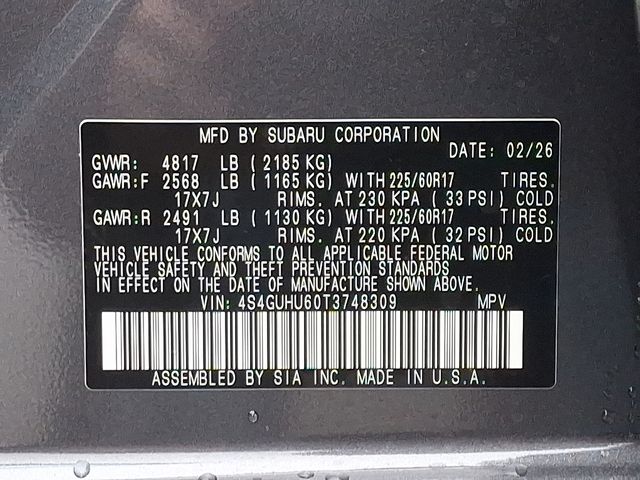 MFD BY SUBARU CORPORATION
DATE: 02/26
GVWR: 4817 LB ( 2185 KG)
GAWR:F 2568 LB ( 1165 KG) WITH 225/60R17 TIRES.
17X7J RIMS. AT 230 KPA ( 33 PSI) COLD
GAWR:R 2491 LB ( 1130 KG) WITH 225/60R17 TIRES.
17X7J RIMS. AT 220 KPA ( 32 PSI) COLD
THIS VEHICLE CONFORMS TO ALL APPLICABLE FEDERAL MOTOR
VEHICLE SAFETY AND THEFT PREVENTION STANDARDS
IN EFFECT ON THE DATE OF MANUFACTURE SHOWN ABOVE.
VIN: 4S4GUHU60T3748309 MPV
ASSEMBLED BY SIA INC. MADE IN U.S.A.